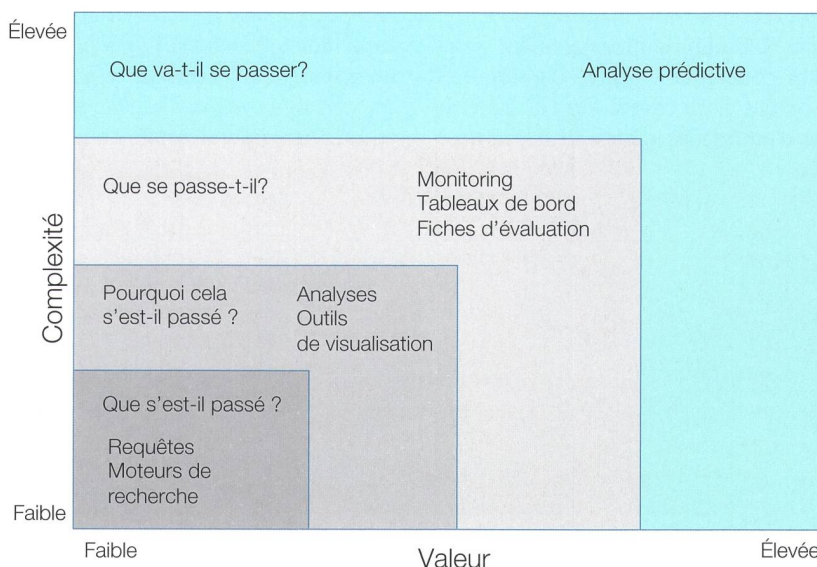 Élevée
Que va-t-il se passer?
Analyse prédictive
Que se passe-t-il?
Monitoring
Tableaux de bord
Fiches d'évaluation
Complexité
Pourquoi cela
s'est-il passé ?
Analyses
Outils
de visualisation
Que s'est-il passé ?
Requêtes
Moteurs de
recherche
Faible
Faible
Valeur
Élevée